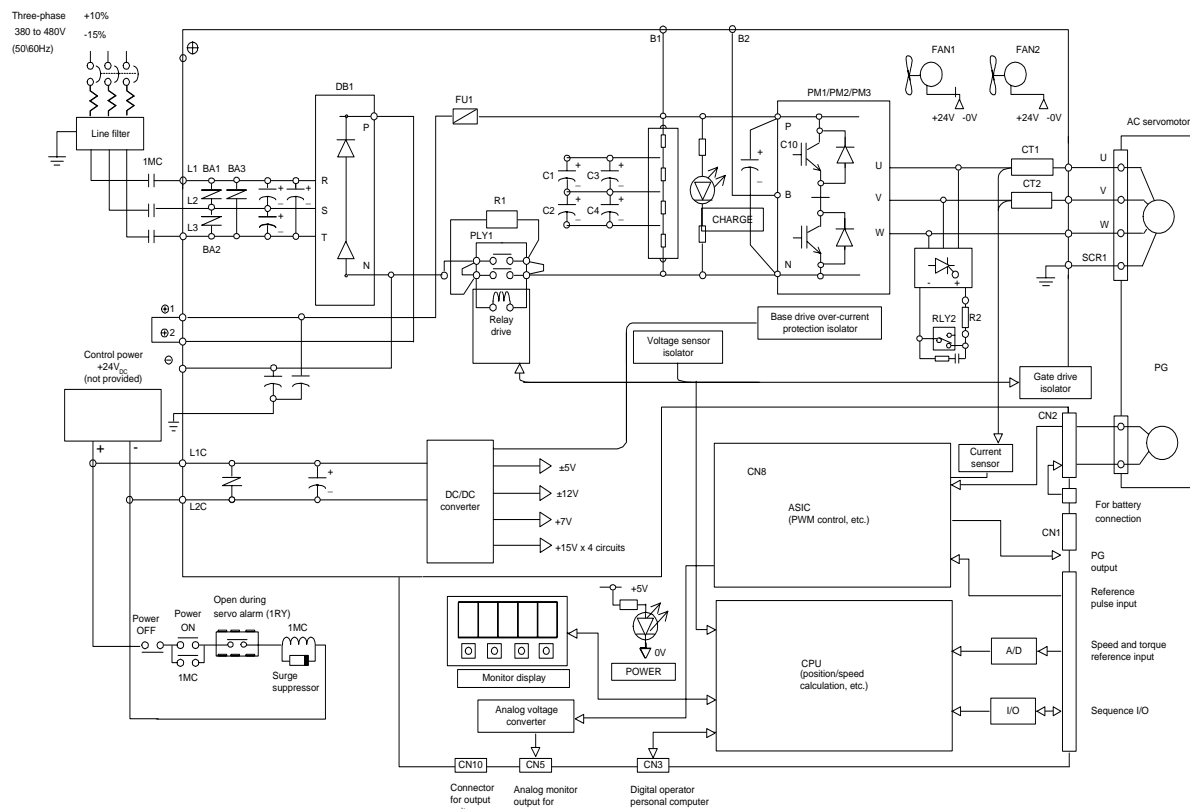 Three-phase +10%
380 to 480V -15%
(50\60Hz)
Line filter
1MC
L1 BA1 BA3
L2
L3
BA2
DB1
P
R
S
T
N
FU1
R1
PLY1
Relay
drive
B1 B2
C1 C3
C2 C4
+
–
CHARGE
PM1/PM2/PM3
P
C10
B
N
U
V
W
FAN1 FAN2
+24V -0V +24V -0V
CT1
CT2
AC servomotor
U
V
W
SCR1
- +
RLY2
R2
PG
Base drive over-current
protection isolator
Voltage sensor
isolator
Gate drive
isolator
1
2
Control power
+24VDC
(not provided)
+ -
L1C
L2C
+
–
DC/DC
converter
±5V
±12V
+7V
+15V x 4 circuits
CN8
ASIC
(PWM control, etc.)
Current
sensor
CN2
For battery
connection
CN1
PG
output
Reference
pulse input
Speed and torque
reference input
A/D
Sequence I/O
I/O
CPU
(position/speed
calculation, etc.)
+5V
0V
POWER
Monitor display
Analog voltage
converter
Power
OFF
Power
ON
Open during
servo alarm (1RY)
1MC
1MC
Surge
suppressor
CN10 CN5 CN3
Connector
for output
Analog monitor
output for
Digital operator
personal computer